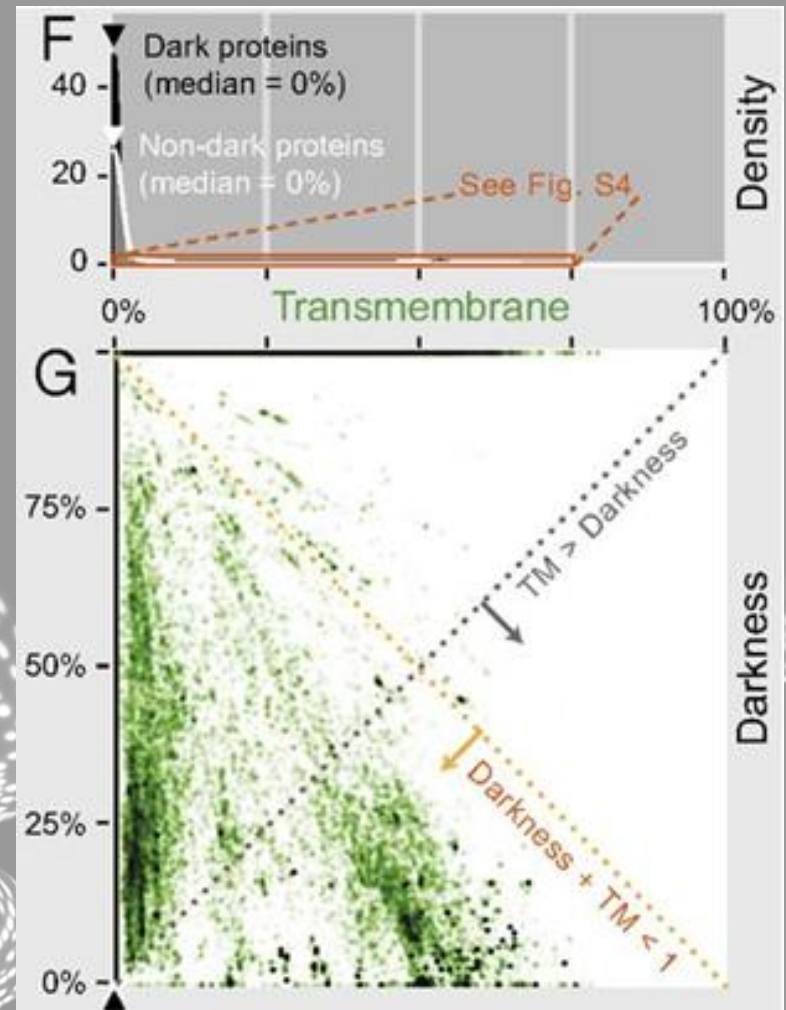 F
Dark proteins
(median = 0%)
Non-dark proteins
(median = 0%)
See Fig. S4
40
20
0
Density
0%
Transmembrane
100%
G
75%
50%
25%
0%
TM > Darkness
Darkness + TM < 1
Darkness